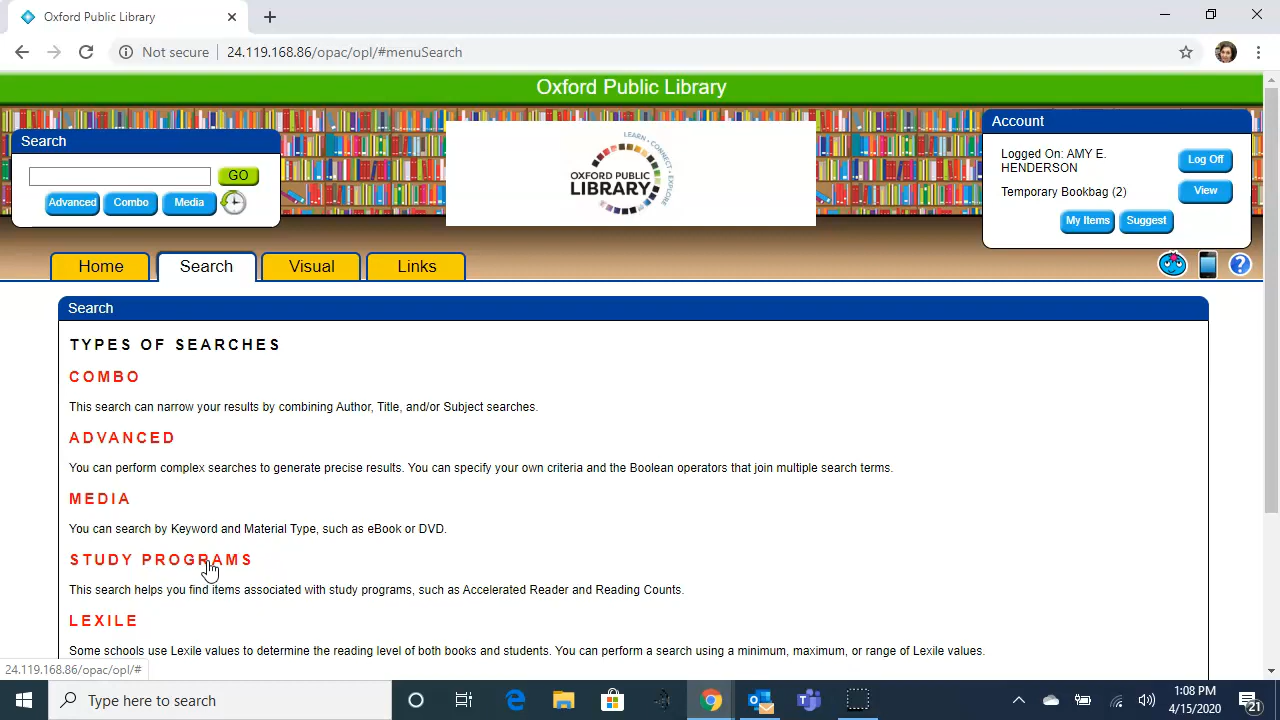 Oxford Public Library
Not secure
24.119.168.86/opac/opl/#menuSearch
Oxford Public Library
Search
GO
Advanced
Combo
Media
LEARN · CONNECT · EXPLORE
OXFORD PUBLIC
LIBRARY
Account
Logged On: AMY E.
HENDERSON
Log Off
Temporary Bookbag (2)
View
My Items
Suggest
Home
Search
Visual
Links
?
Search
TYPES OF SEARCHES
COMBO
This search can narrow your results by combining Author, Title, and/or Subject searches.
ADVANCED
You can perform complex searches to generate precise results. You can specify your own criteria and the Boolean operators that join multiple search terms.
MEDIA
You can search by Keyword and Material Type, such as eBook or DVD.
STUDY PROGRAMS
This search helps you find items associated with study programs, such as Accelerated Reader and Reading Counts.
LEXILE
Some schools use Lexile values to determine the reading level of both books and students. You can perform a search using a minimum, maximum, or range of Lexile values.
24.119.168.86/opac/opl/#
Type here to search
1:08 PM
4/15/2020
21